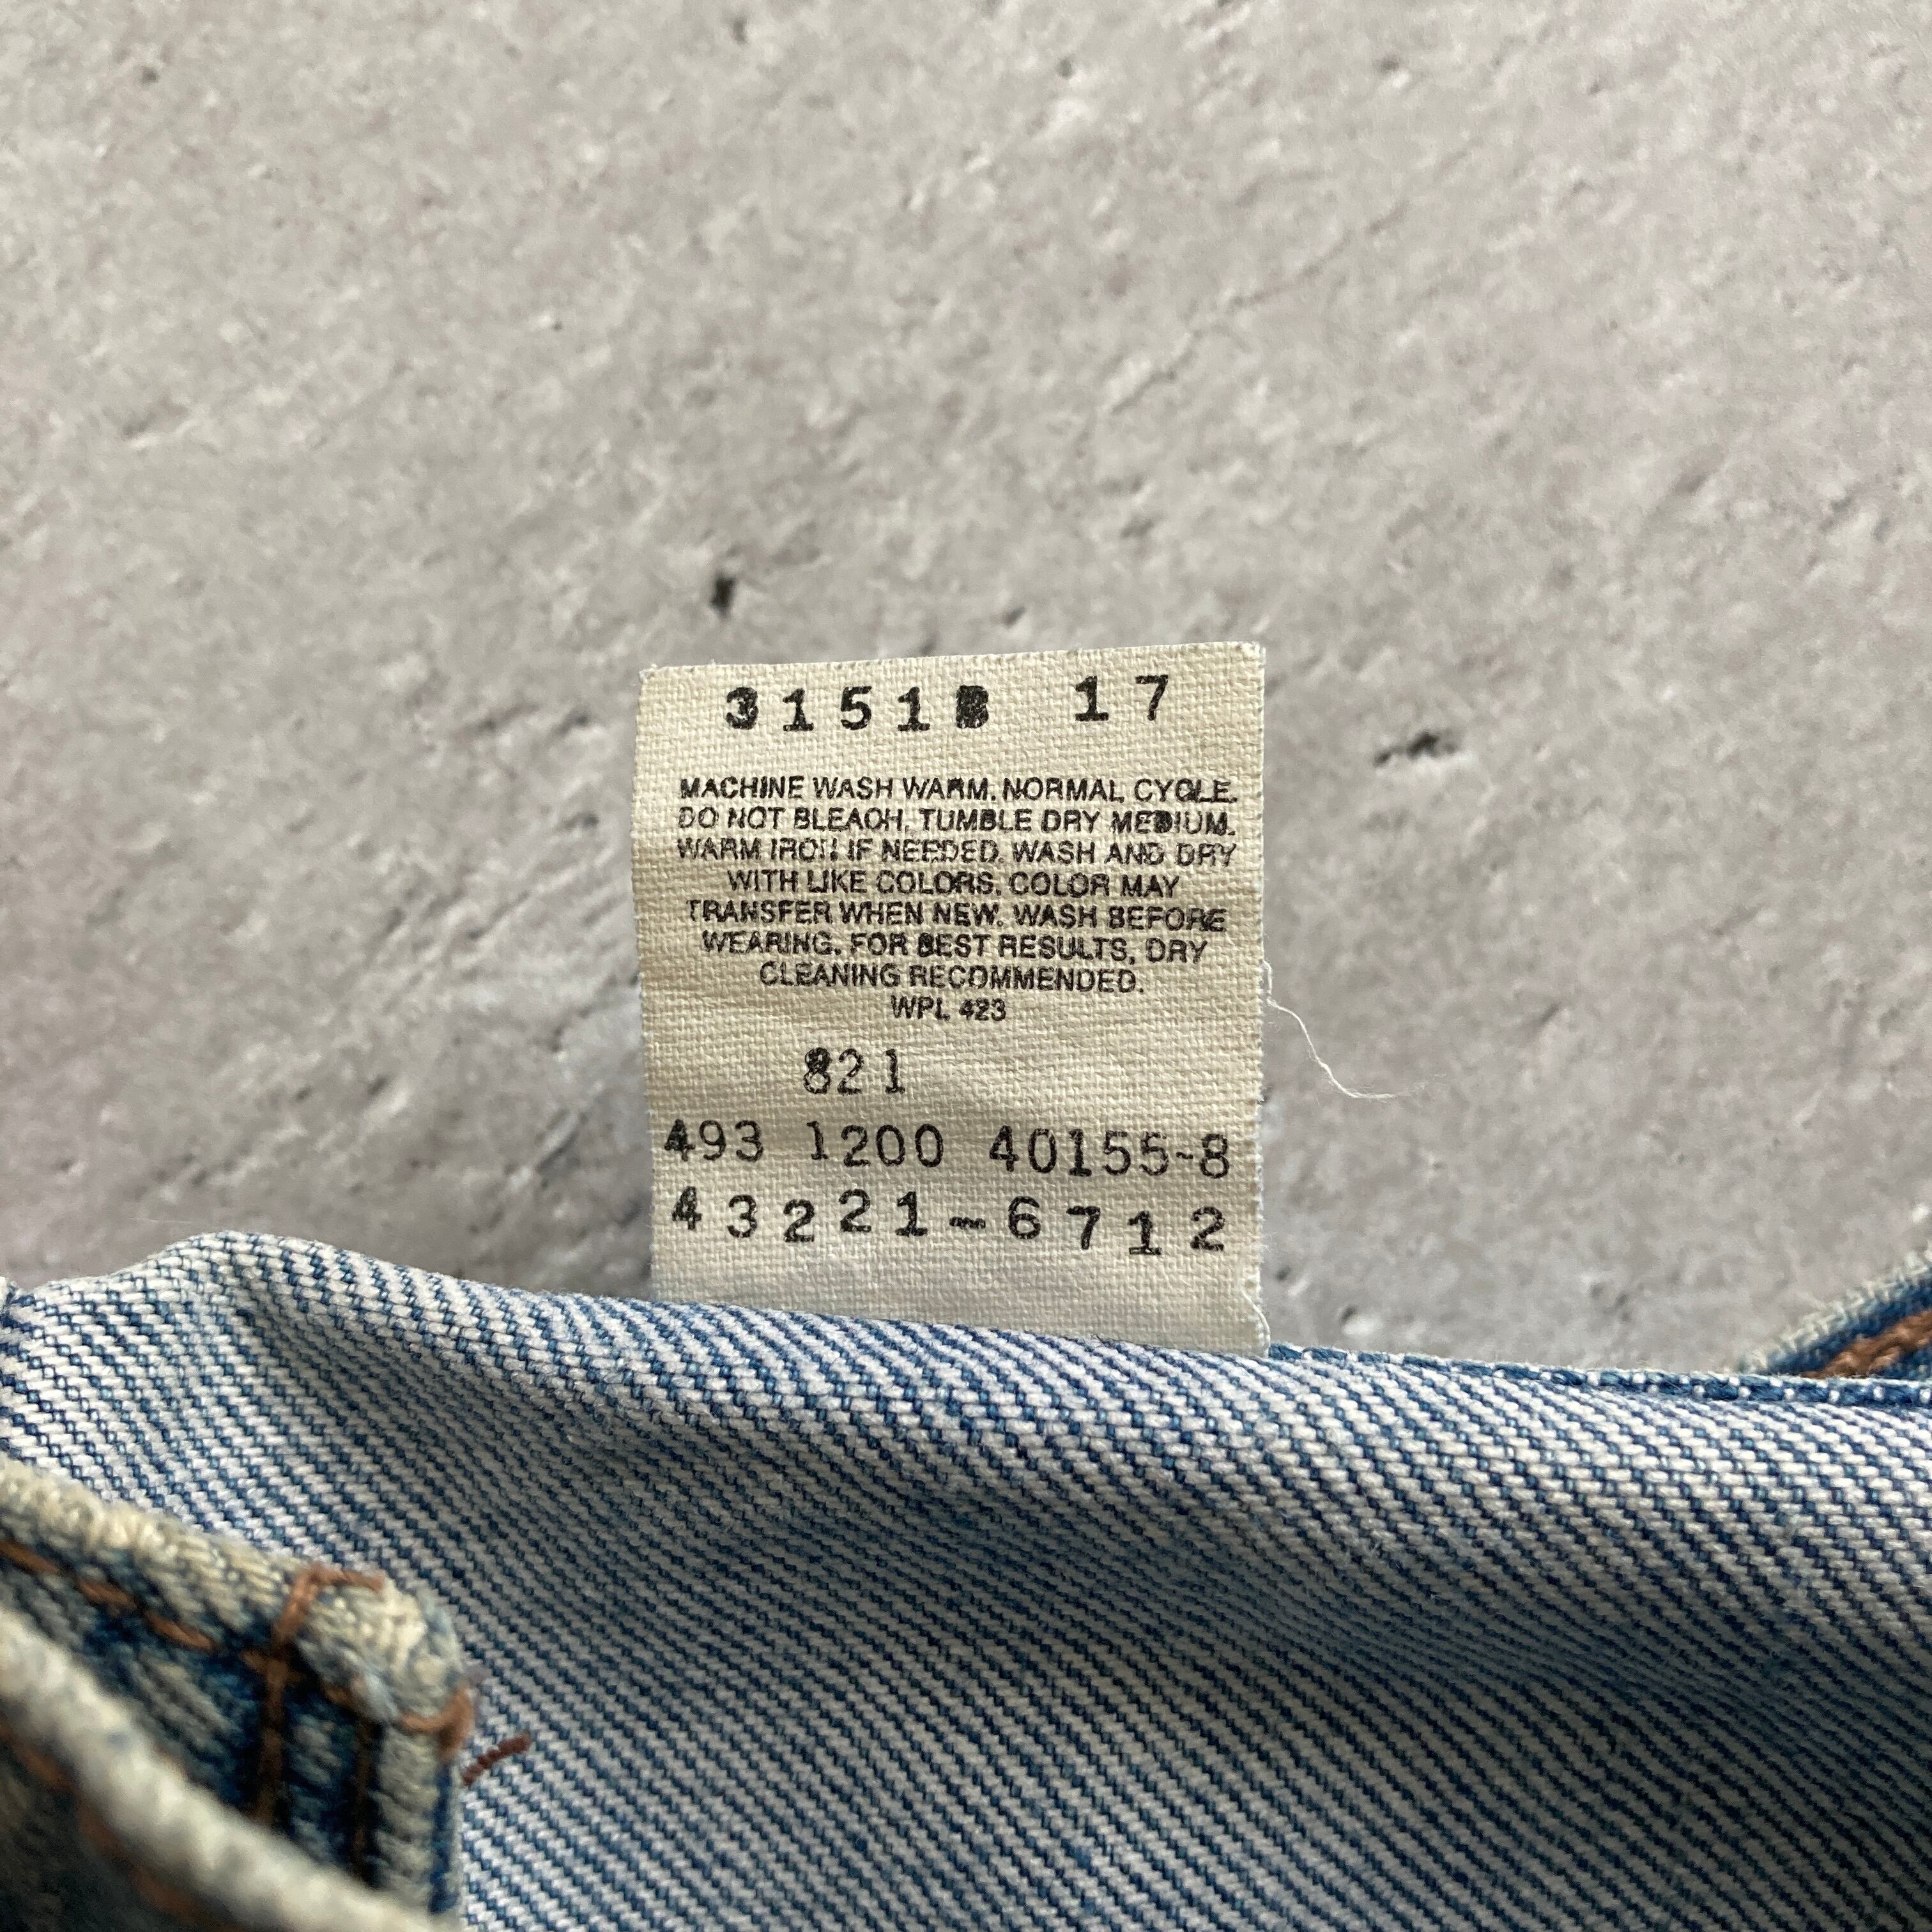 3151 17
MACHINE WASH WARM. NORMAL CYCLE.
DO NOT BLEACH. TUMBLE DRY MEDIUM.
WARM IRON IF NEEDED. WASH AND DRY
WITH LIKE COLORS. COLOR MAY
TRANSFER WHEN NEW. WASH BEFORE
WEARING. FOR BEST RESULTS, DRY
CLEANING RECOMMENDED.
WPL 423
821
493 1200 40155-8
43221-6712